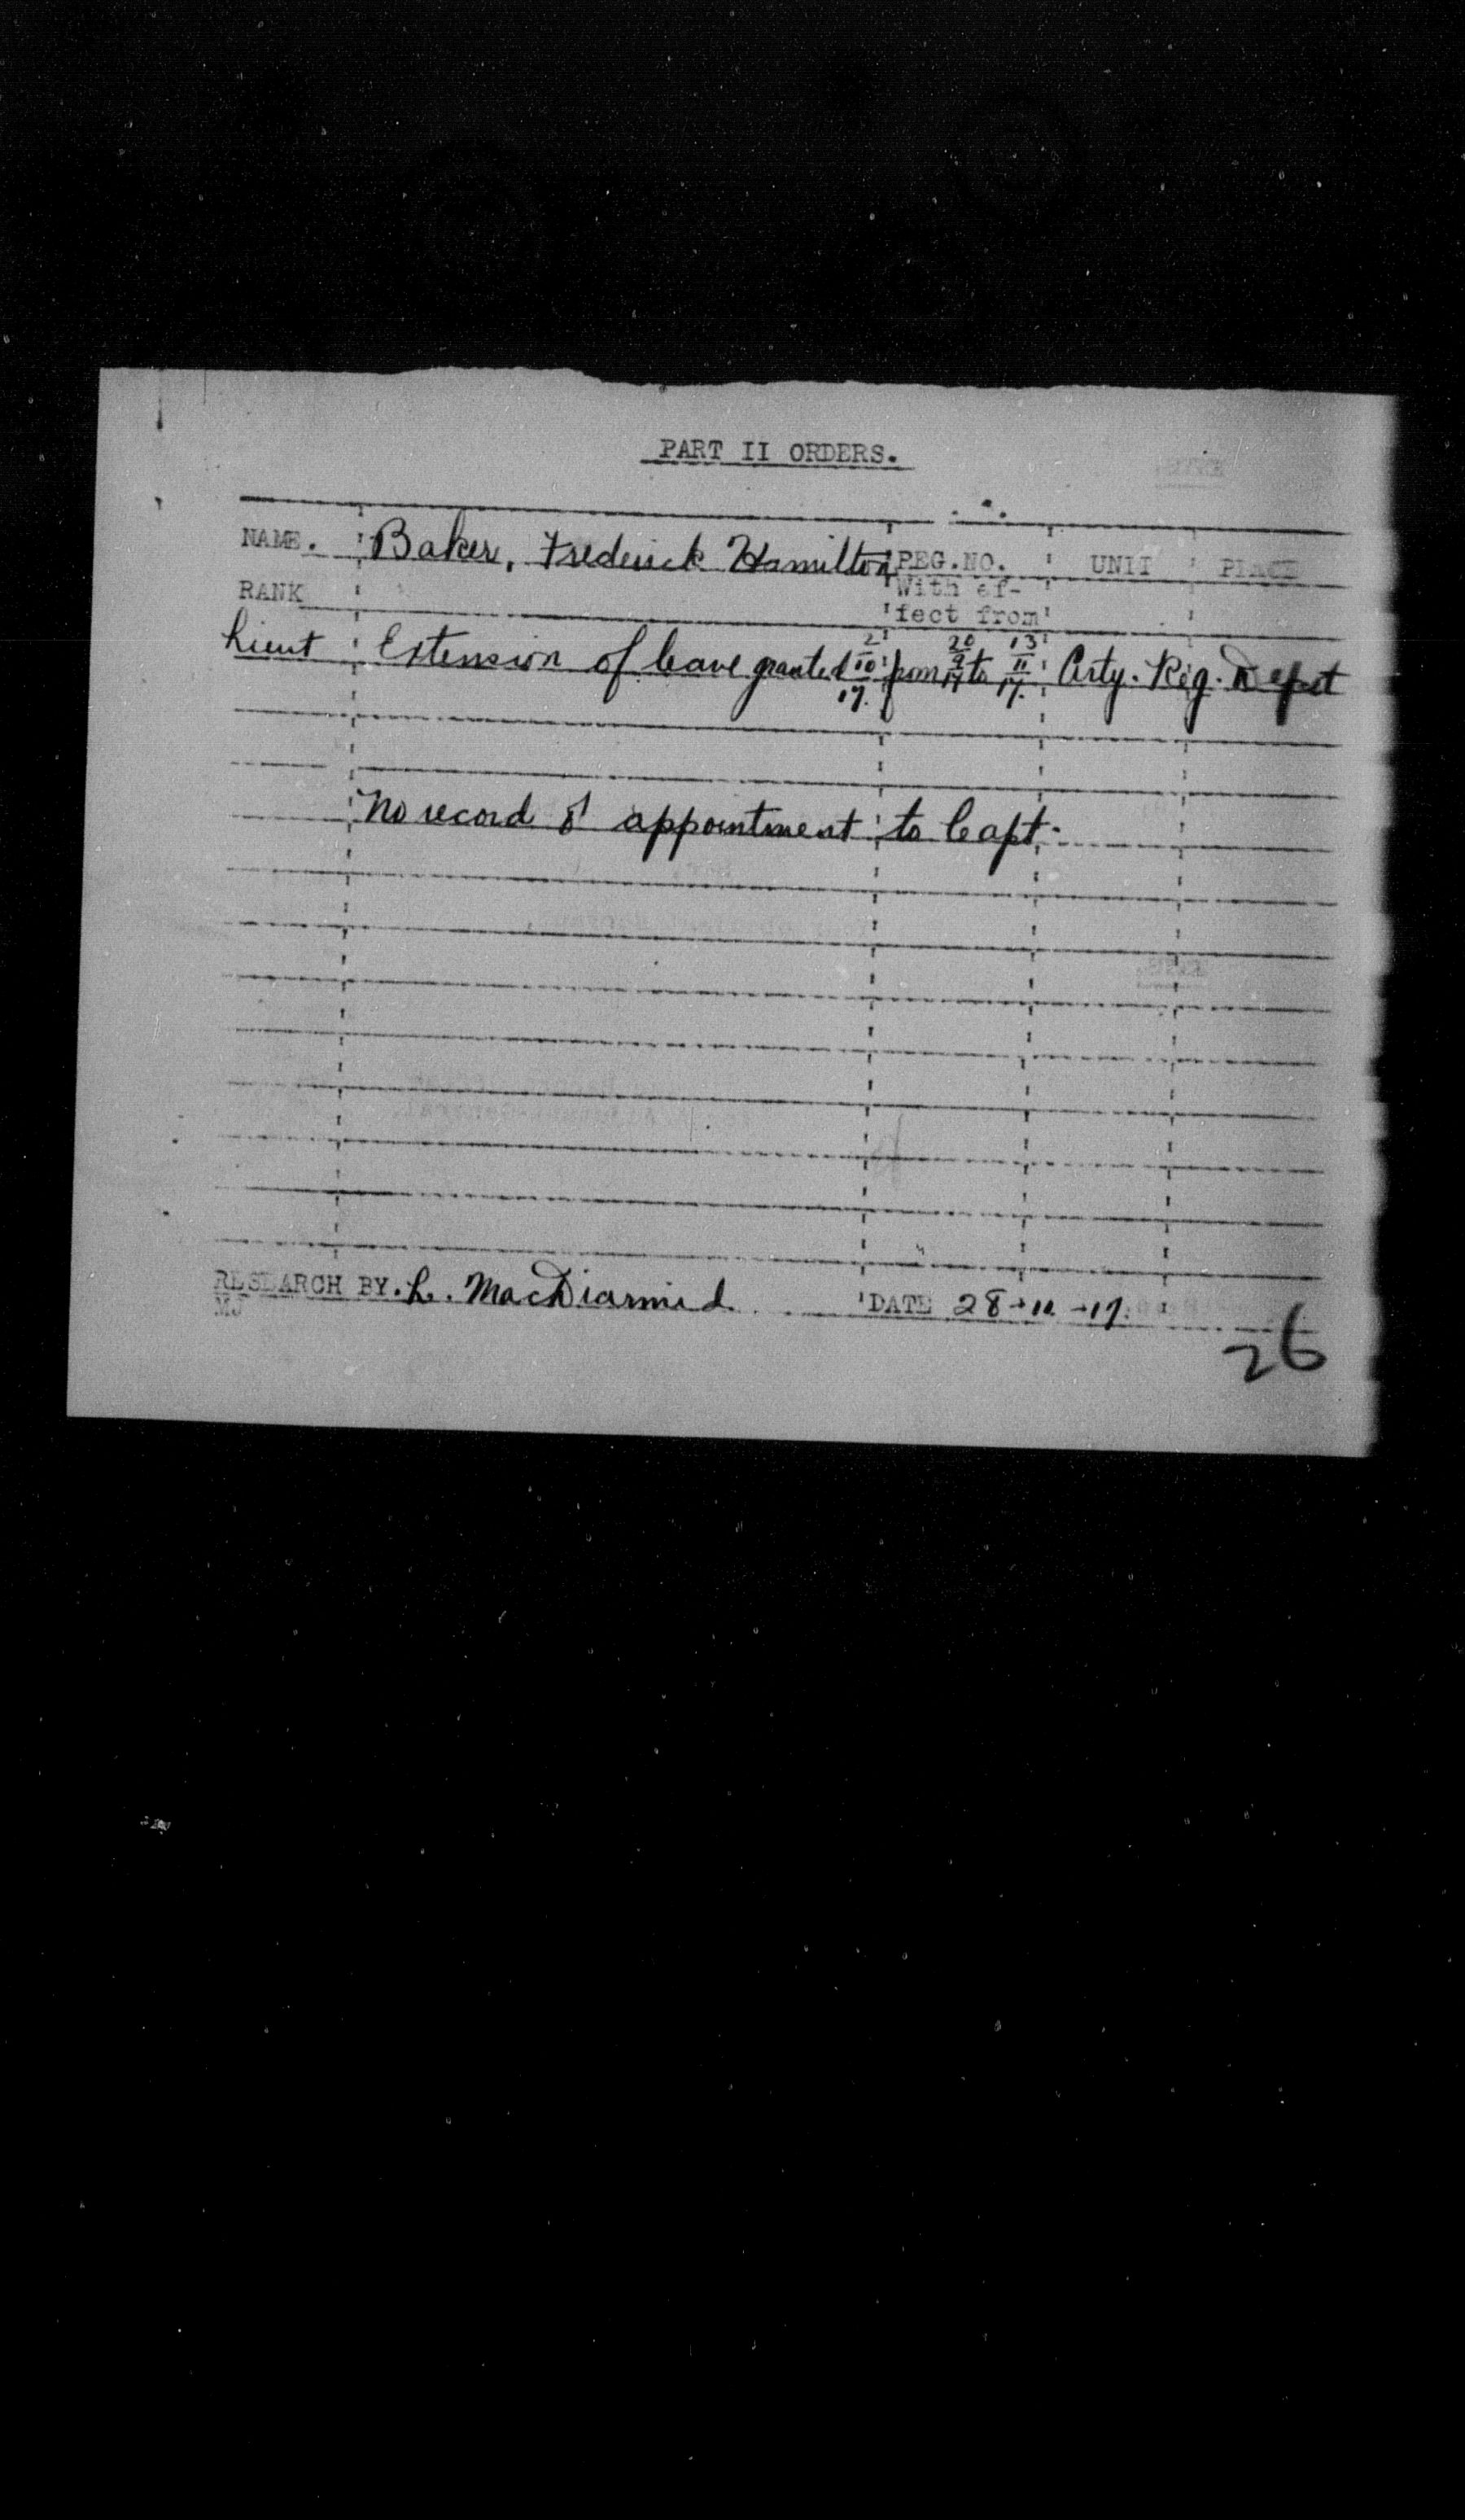 PART II ORDERS.
NAME. Baker, Frederick Hamilton REG.NO. UNIT PLACE
RANK With ef-
fect from
Lieut Extension of leave granted 2/10/17. from 20/9/17 to 13/11/17. Arty. Reg. Depot
No record of appointment to Capt.
RESEARCH BY. L. MacDiarmid DATE 28-11-17.
MJ
26